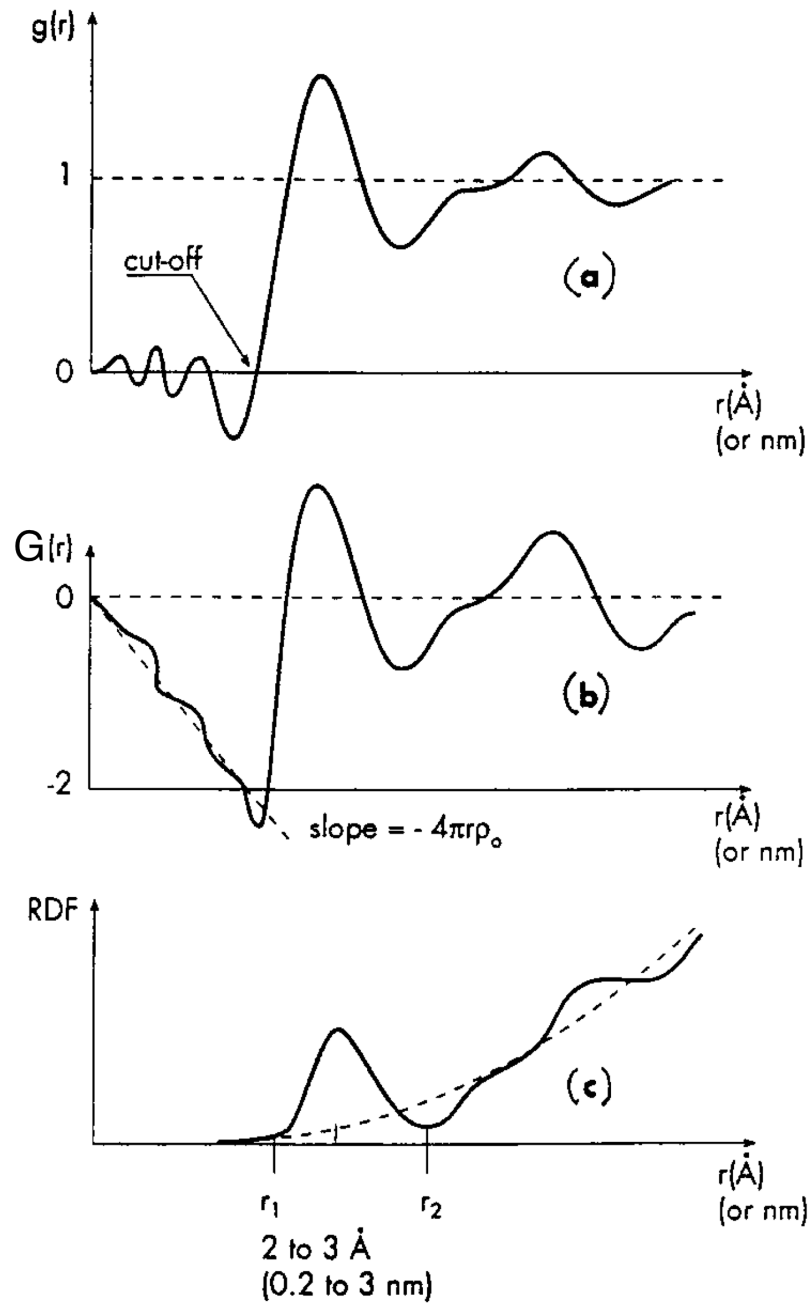 g(r)
1
cut-off
(a)
0
r(Å)
(or nm)
G(r)
0
(b)
-2
slope = - 4πrρ₀
r(Å)
(or nm)
RDF
(c)
r₁
r₂
r(Å)
(or nm)
2 to 3 Å
(0.2 to 3 nm)